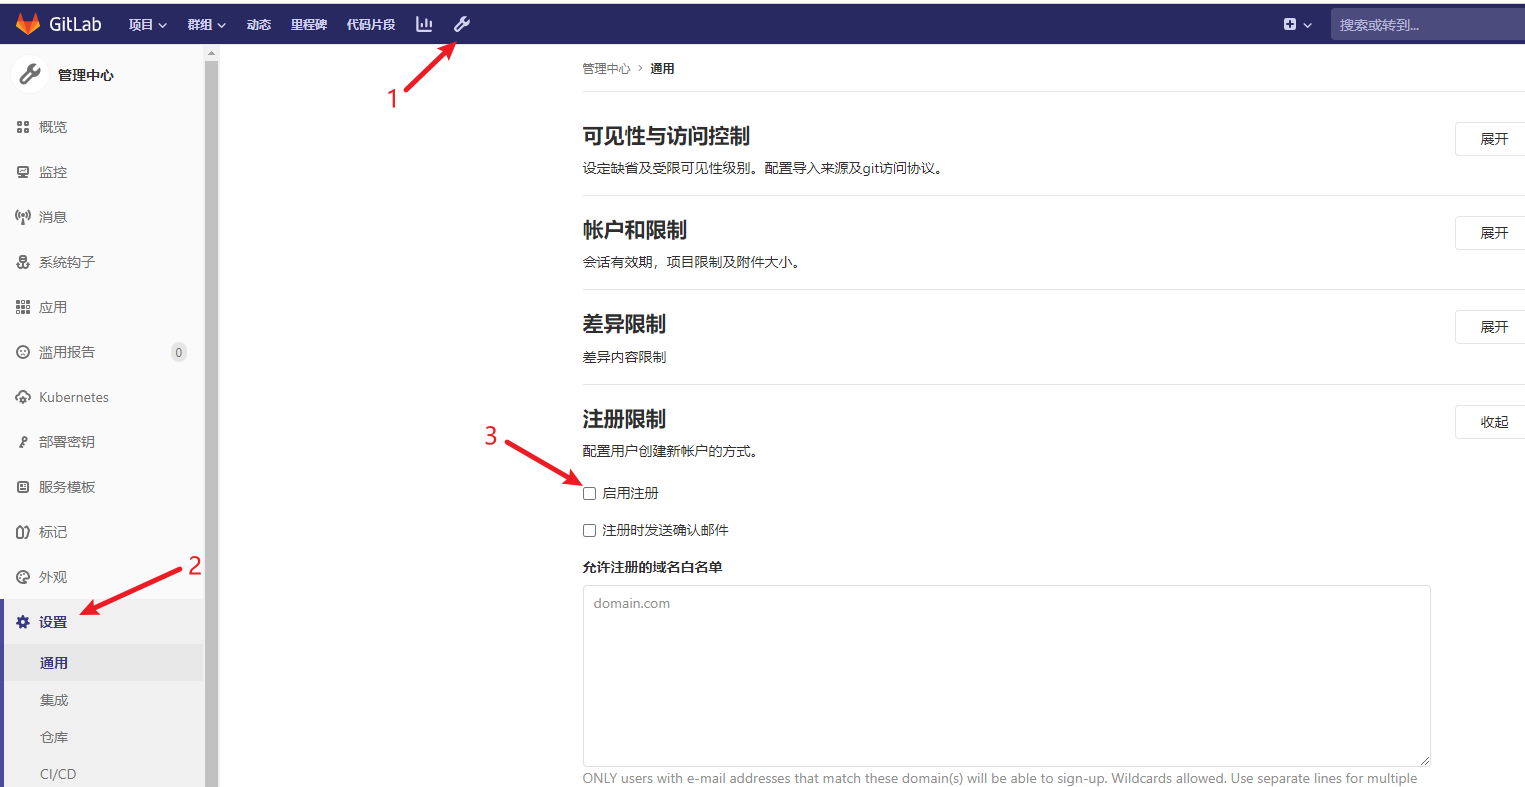 GitLab 项目 群组 动态 里程碑 代码片段 搜索或转到...
1
管理中心
概览
监控
消息
系统钩子
应用
滥用报告 0
Kubernetes
部署密钥
服务模板
标记
外观
2
设置
通用
集成
仓库
CI/CD
管理中心 > 通用
可见性与访问控制
展开
设定缺省及受限可见性级别。配置导入来源及git访问协议。
帐户和限制
展开
会话有效期，项目限制及附件大小。
差异限制
展开
差异内容限制
注册限制
收起
配置用户创建新帐户的方式。
3
启用注册
注册时发送确认邮件
允许注册的域名白名单
domain.com
ONLY users with e-mail addresses that match these domain(s) will be able to sign-up. Wildcards allowed. Use separate lines for multiple